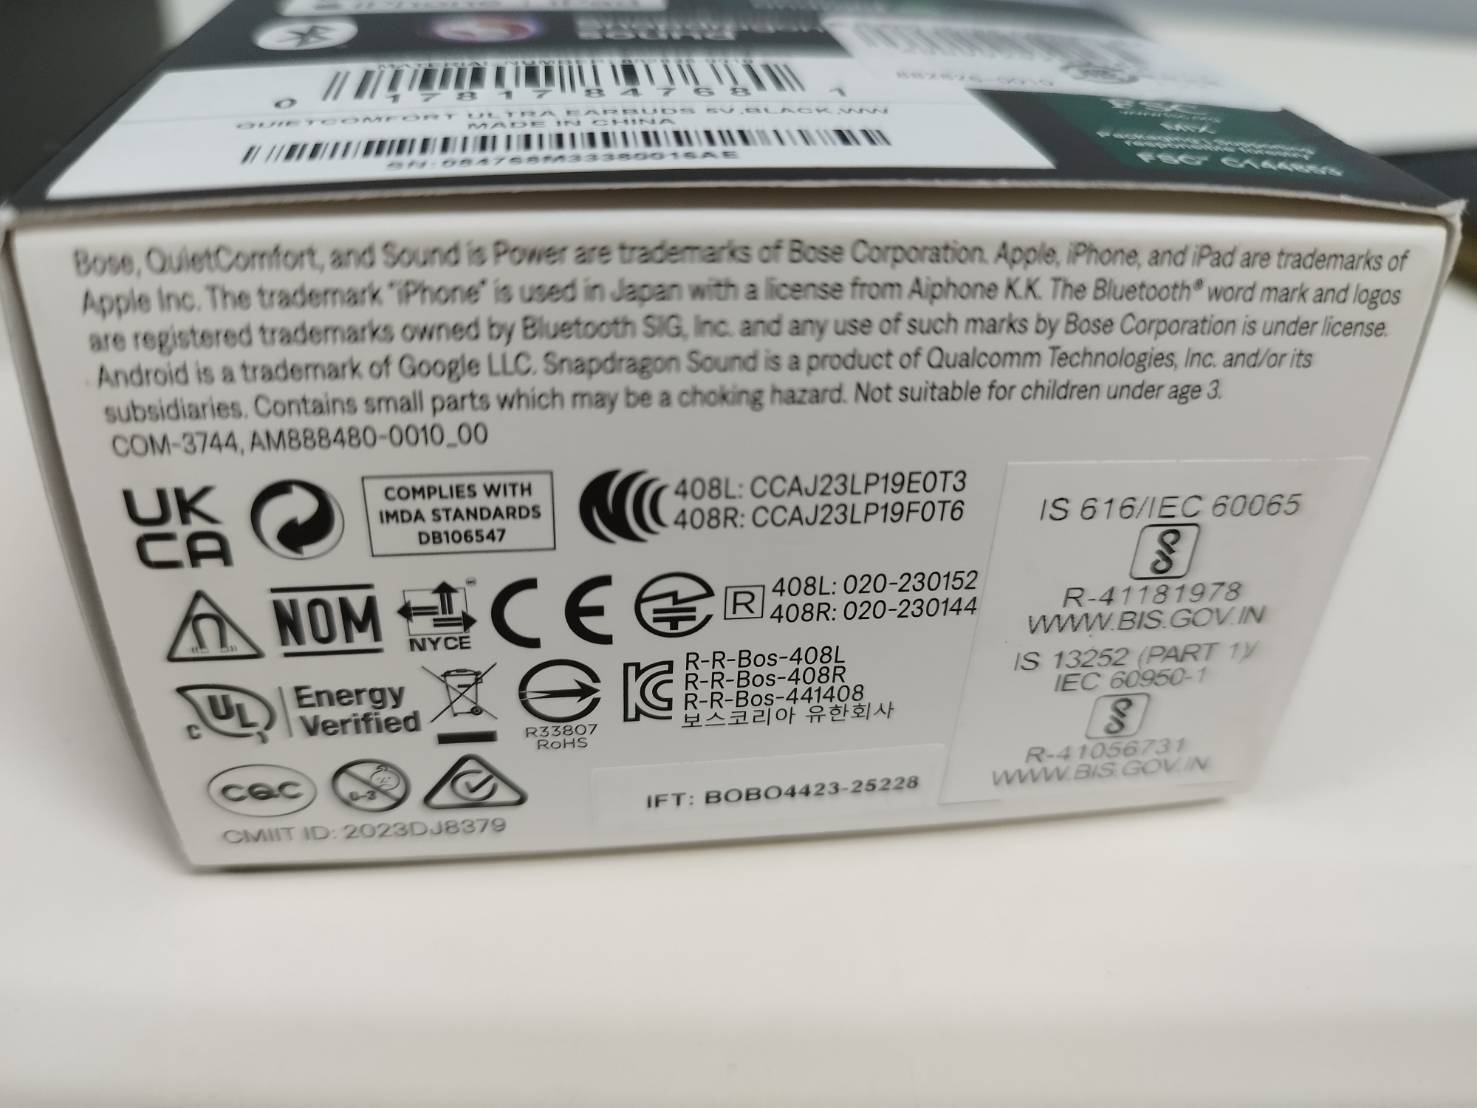 0 17817 84768 1
QUIETCOMFORT ULTRA EARBUDS 5V,BLACK,WW
MADE IN CHINA
FSC
MIX
FSC® C144853
Bose, QuietComfort, and Sound is Power are trademarks of Bose Corporation. Apple, iPhone, and iPad are trademarks of
Apple Inc. The trademark "iPhone" is used in Japan with a license from Aiphone K.K. The Bluetooth® word mark and logos
are registered trademarks owned by Bluetooth SIG, Inc. and any use of such marks by Bose Corporation is under license.
Android is a trademark of Google LLC. Snapdragon Sound is a product of Qualcomm Technologies, Inc. and/or its
subsidiaries. Contains small parts which may be a choking hazard. Not suitable for children under age 3.
COM-3744, AM888480-0010_00
UK
CA
COMPLIES WITH
IMDA STANDARDS
DB106547
408L: CCAJ23LP19E0T3
408R: CCAJ23LP19F0T6
NOM
NYCE
CE
R
408L: 020-230152
408R: 020-230144
c UL
Energy
Verified
R33807
RoHS
R-R-Bos-408L
R-R-Bos-408R
R-R-Bos-441408
보스코리아 유한회사
CQC
0-3
CMIIT ID: 2023DJ8379
IFT: BOBO4423-25228
IS 616/IEC 60065
R-41181978
WWW.BIS.GOV.IN
IS 13252 (PART 1)/
IEC 60950-1
R-41056731
WWW.BIS.GOV.IN